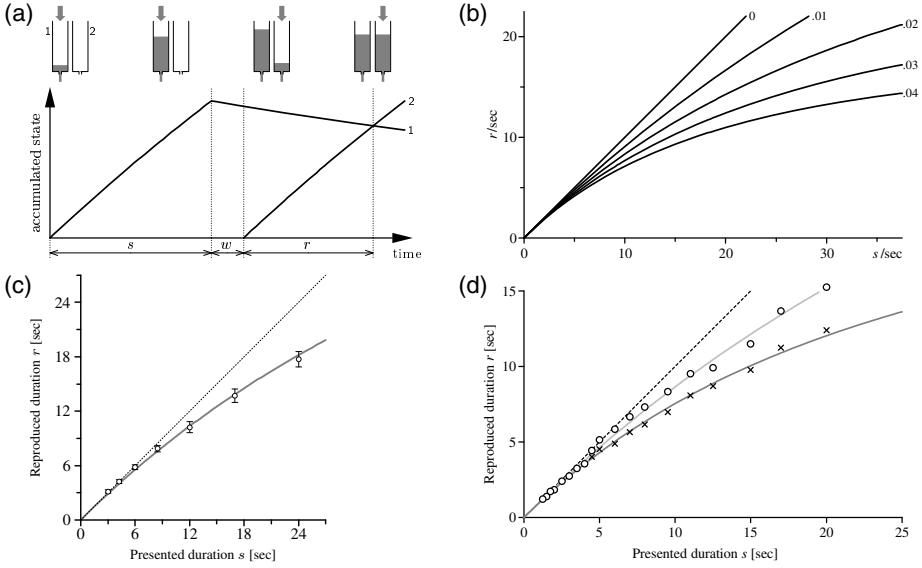 (a)
1
2
accumulated state
2
1
s
w
r
time
(b)
r/sec
20
10
0
0
10
20
30
s/sec
0
.01
.02
.03
.04
(c)
Reproduced duration r [sec]
24
18
12
6
0
0
6
12
18
24
Presented duration s [sec]
(d)
Reproduced duration r [sec]
15
10
5
0
0
5
10
15
20
25
Presented duration s [sec]